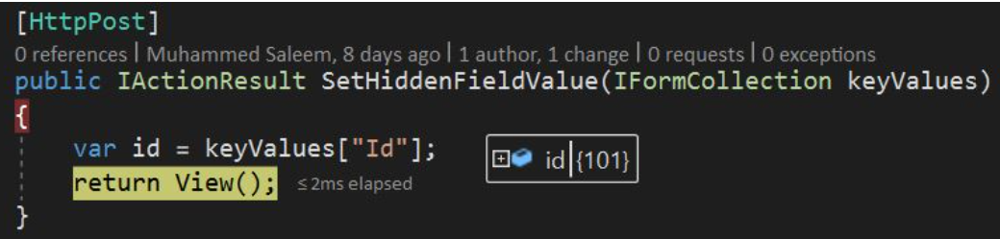 [HttpPost]
0 references | Muhammed Saleem, 8 days ago | 1 author, 1 change | 0 requests | 0 exceptions
public IActionResult SetHiddenFieldValue(IFormCollection keyValues)
{
var id = keyValues["Id"];
id {101}
return View(); ≤ 2ms elapsed
}